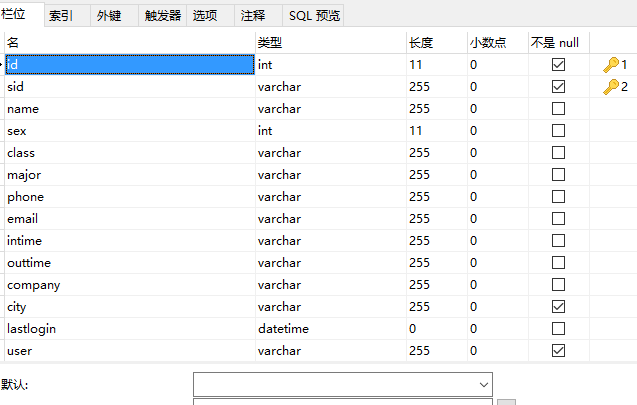 栏位 索引 外键 触发器 选项 注释 SQL 预览
名 类型 长度 小数点 不是 null
id int 11 0 1
sid varchar 255 0 2
name varchar 255 0
sex int 11 0
class varchar 255 0
major varchar 255 0
phone varchar 255 0
email varchar 255 0
intime varchar 255 0
outtime varchar 255 0
company varchar 255 0
city varchar 255 0
lastlogin datetime 0 0
user varchar 255 0
默认: